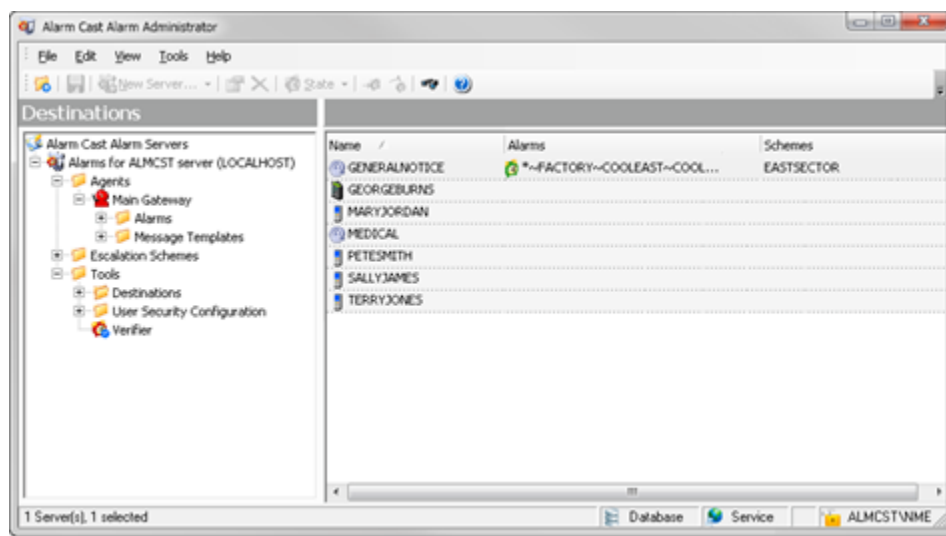 Alarm Cast Alarm Administrator
File Edit View Tools Help
New Server... State
Destinations
Alarm Cast Alarm Servers
Alarms for ALMCST server (LOCALHOST)
Agents
Main Gateway
Alarms
Message Templates
Escalation Schemes
Tools
Destinations
User Security Configuration
Verifier
Name Alarms Schemes
GENERALNOTICE *~FACTORY~COOLEAST~COOL... EASTSECTOR
GEORGEBURNS
MARYJORDAN
MEDICAL
PETESMITH
SALLYJAMES
TERRYJONES
1 Server(s), 1 selected Database Service ALMCST\NME